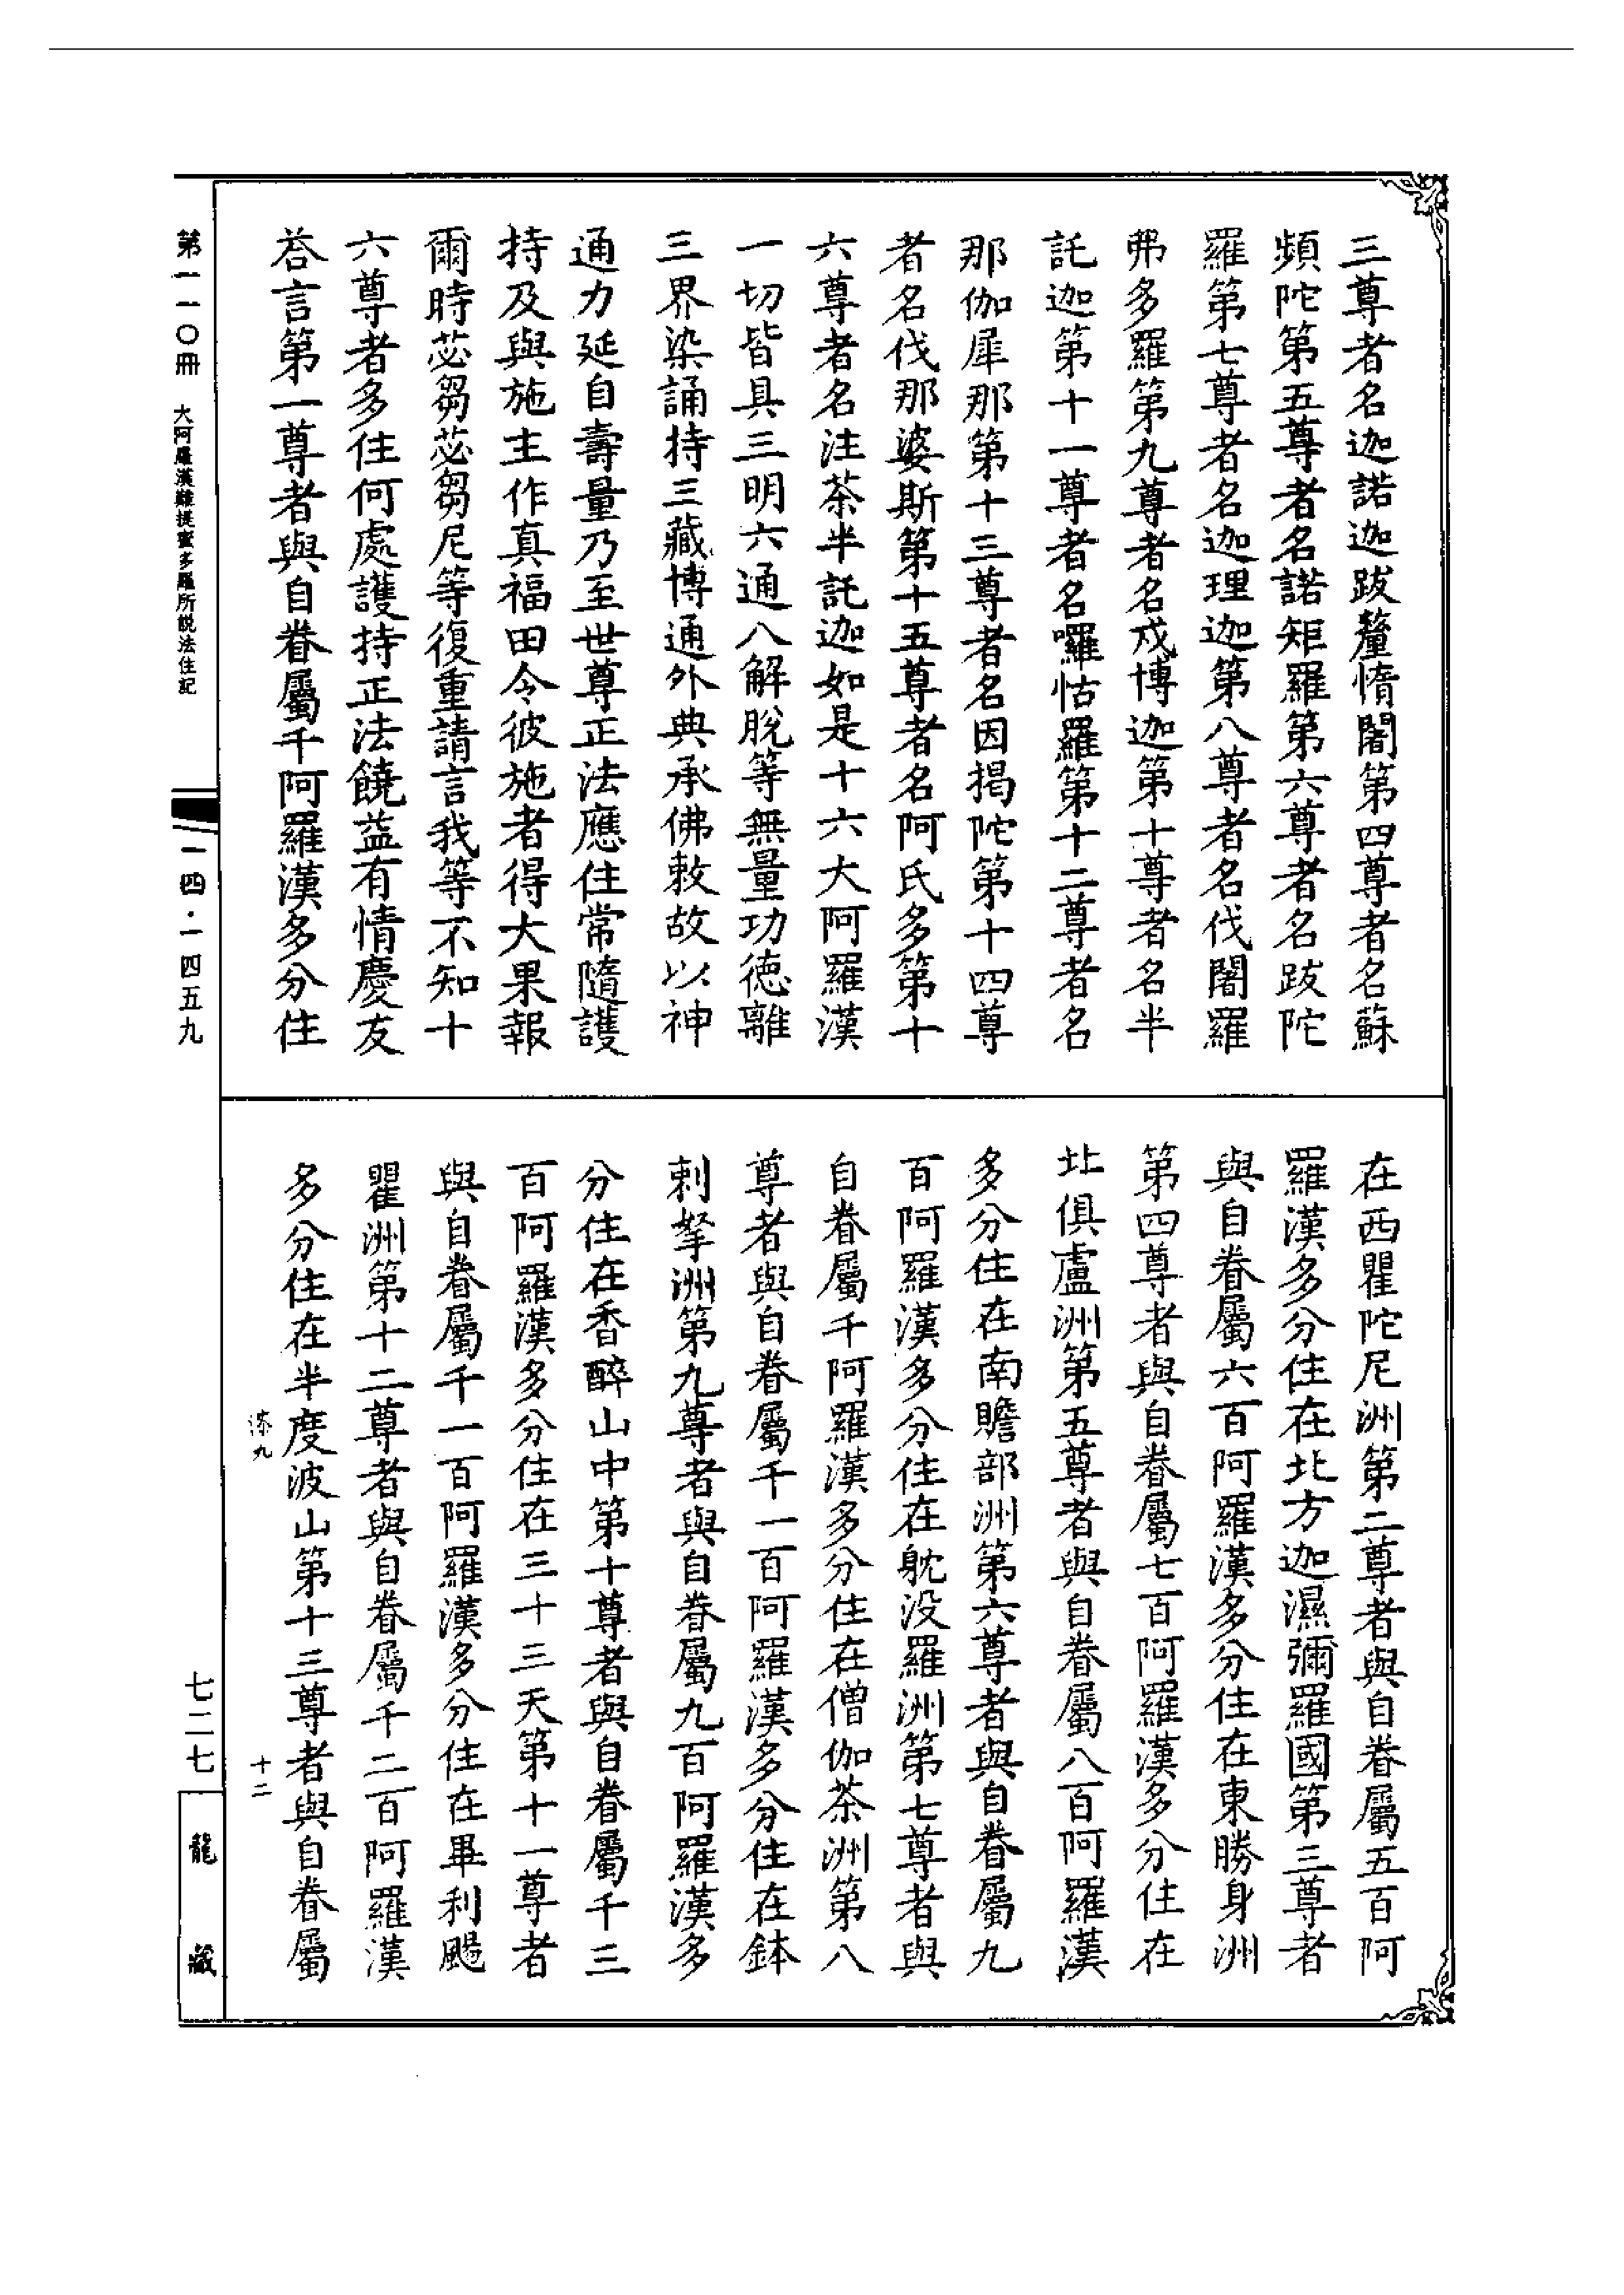 三尊者名迦諾迦跋釐惰闍第四尊者名蘇
頻陀第五尊者名諾矩羅第六尊者名跋陀
羅第七尊者名迦理迦第八尊者名伐闍羅
弗多羅第九尊者名戍博迦第十尊者名半
託迦第十一尊者名囉怙羅第十二尊者名
那伽犀那第十三尊者名因揭陀第十四尊
者名伐那婆斯第十五尊者名阿氏多第十
六尊者名注茶半託迦如是十六大阿羅漢
一切皆具三明六通八解脫等無量功德離
三界染誦持三藏博通外典承佛敕故以神
通力延自壽量乃至世尊正法應住常隨護
持及與施主作真福田令彼施者得大果報
爾時苾芻苾芻尼等復重請言我等不知十
六尊者多住何處護持正法饒益有情慶友
荅言第一尊者與自眷屬千阿羅漢多分住
在西瞿陀尼洲第二尊者與自眷屬五百阿
羅漢多分住在北方迦濕彌羅國第三尊者
與自眷屬六百阿羅漢多分住在東勝身洲
第四尊者與自眷屬七百阿羅漢多分住在
北俱盧洲第五尊者與自眷屬八百阿羅漢
多分住在南贍部洲第六尊者與自眷屬九
百阿羅漢多分住在躭没羅洲第七尊者與
自眷屬千阿羅漢多分住在僧伽茶洲第八
尊者與自眷屬千一百阿羅漢多分住在鉢
剌拏洲第九尊者與自眷屬九百阿羅漢多
分住在香醉山中第十尊者與自眷屬千三
百阿羅漢多分住在三十三天第十一尊者
與自眷屬千一百阿羅漢多分住在畢利颺
瞿洲第十二尊者與自眷屬千二百阿羅漢
多分住在半度波山第十三尊者與自眷屬
漆九 十二
第一一〇冊 大阿羅漢難提蜜多羅所說法住記
一四·一四五九
七二七
龍藏